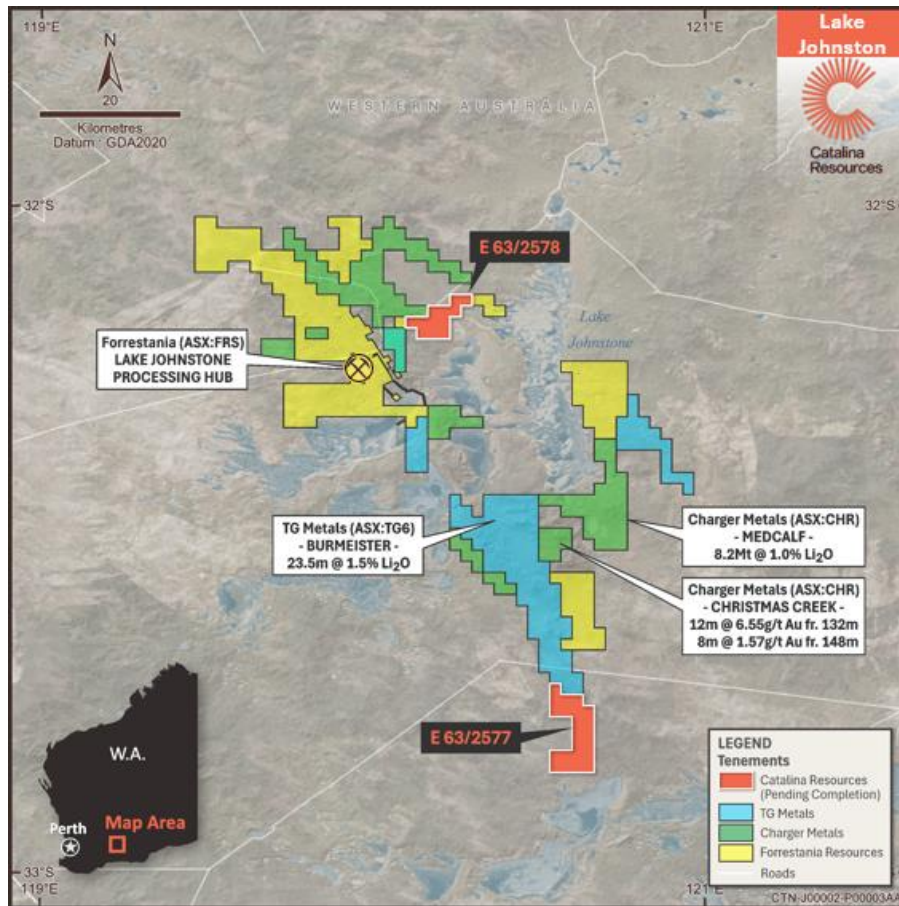 119°E
121°E
Lake
Johnston
Catalina
Resources
N
20
Kilometres
Datum : GDA2020
WESTERN AUSTRALIA
32°S
32°S
E 63/2578
Lake
Johnstone
Forrestania (ASX:FRS)
LAKE JOHNSTONE
PROCESSING HUB
TG Metals (ASX:TG6)
- BURMEISTER -
23.5m @ 1.5% Li₂O
Charger Metals (ASX:CHR)
- MEDCALF -
8.2Mt @ 1.0% Li₂O
Charger Metals (ASX:CHR)
- CHRISTMAS CREEK -
12m @ 6.55g/t Au fr. 132m
8m @ 1.57g/t Au fr. 148m
E 63/2577
W.A.
Perth
Map Area
LEGEND
Tenements
Catalina Resources
(Pending Completion)
TG Metals
Charger Metals
Forrestania Resources
Roads
33°S
119°E
121°E
CTN-J00002-P00003AA